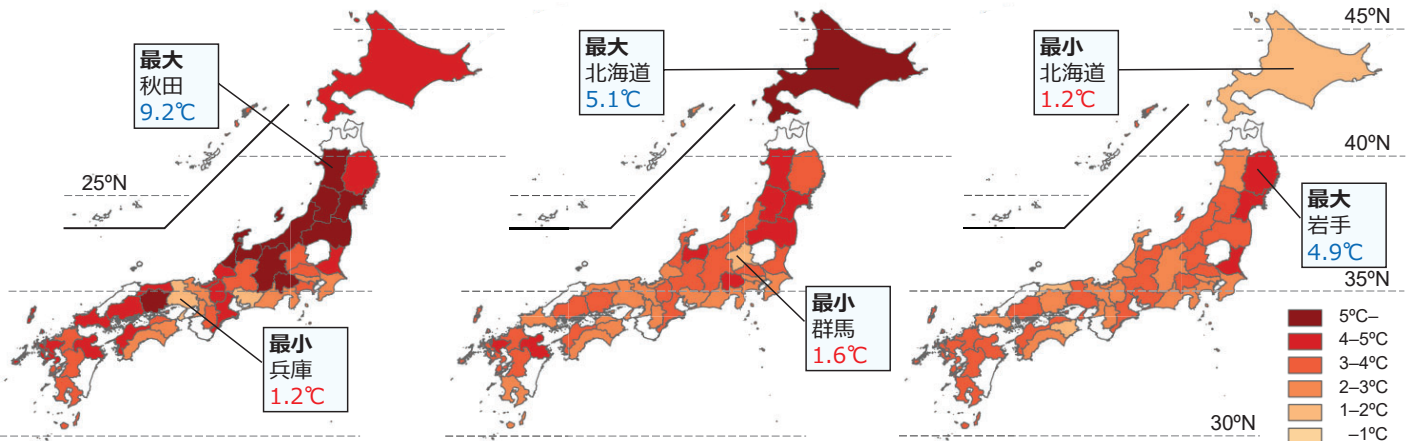 最大
秋田
9.2℃
25ºN
最小
兵庫
1.2℃
最大
北海道
5.1℃
最小
群馬
1.6℃
最小
北海道
1.2℃
45ºN
40ºN
最大
岩手
4.9℃
35ºN
5ºC–
4–5ºC
3–4ºC
2–3ºC
1–2ºC
–1ºC
30ºN